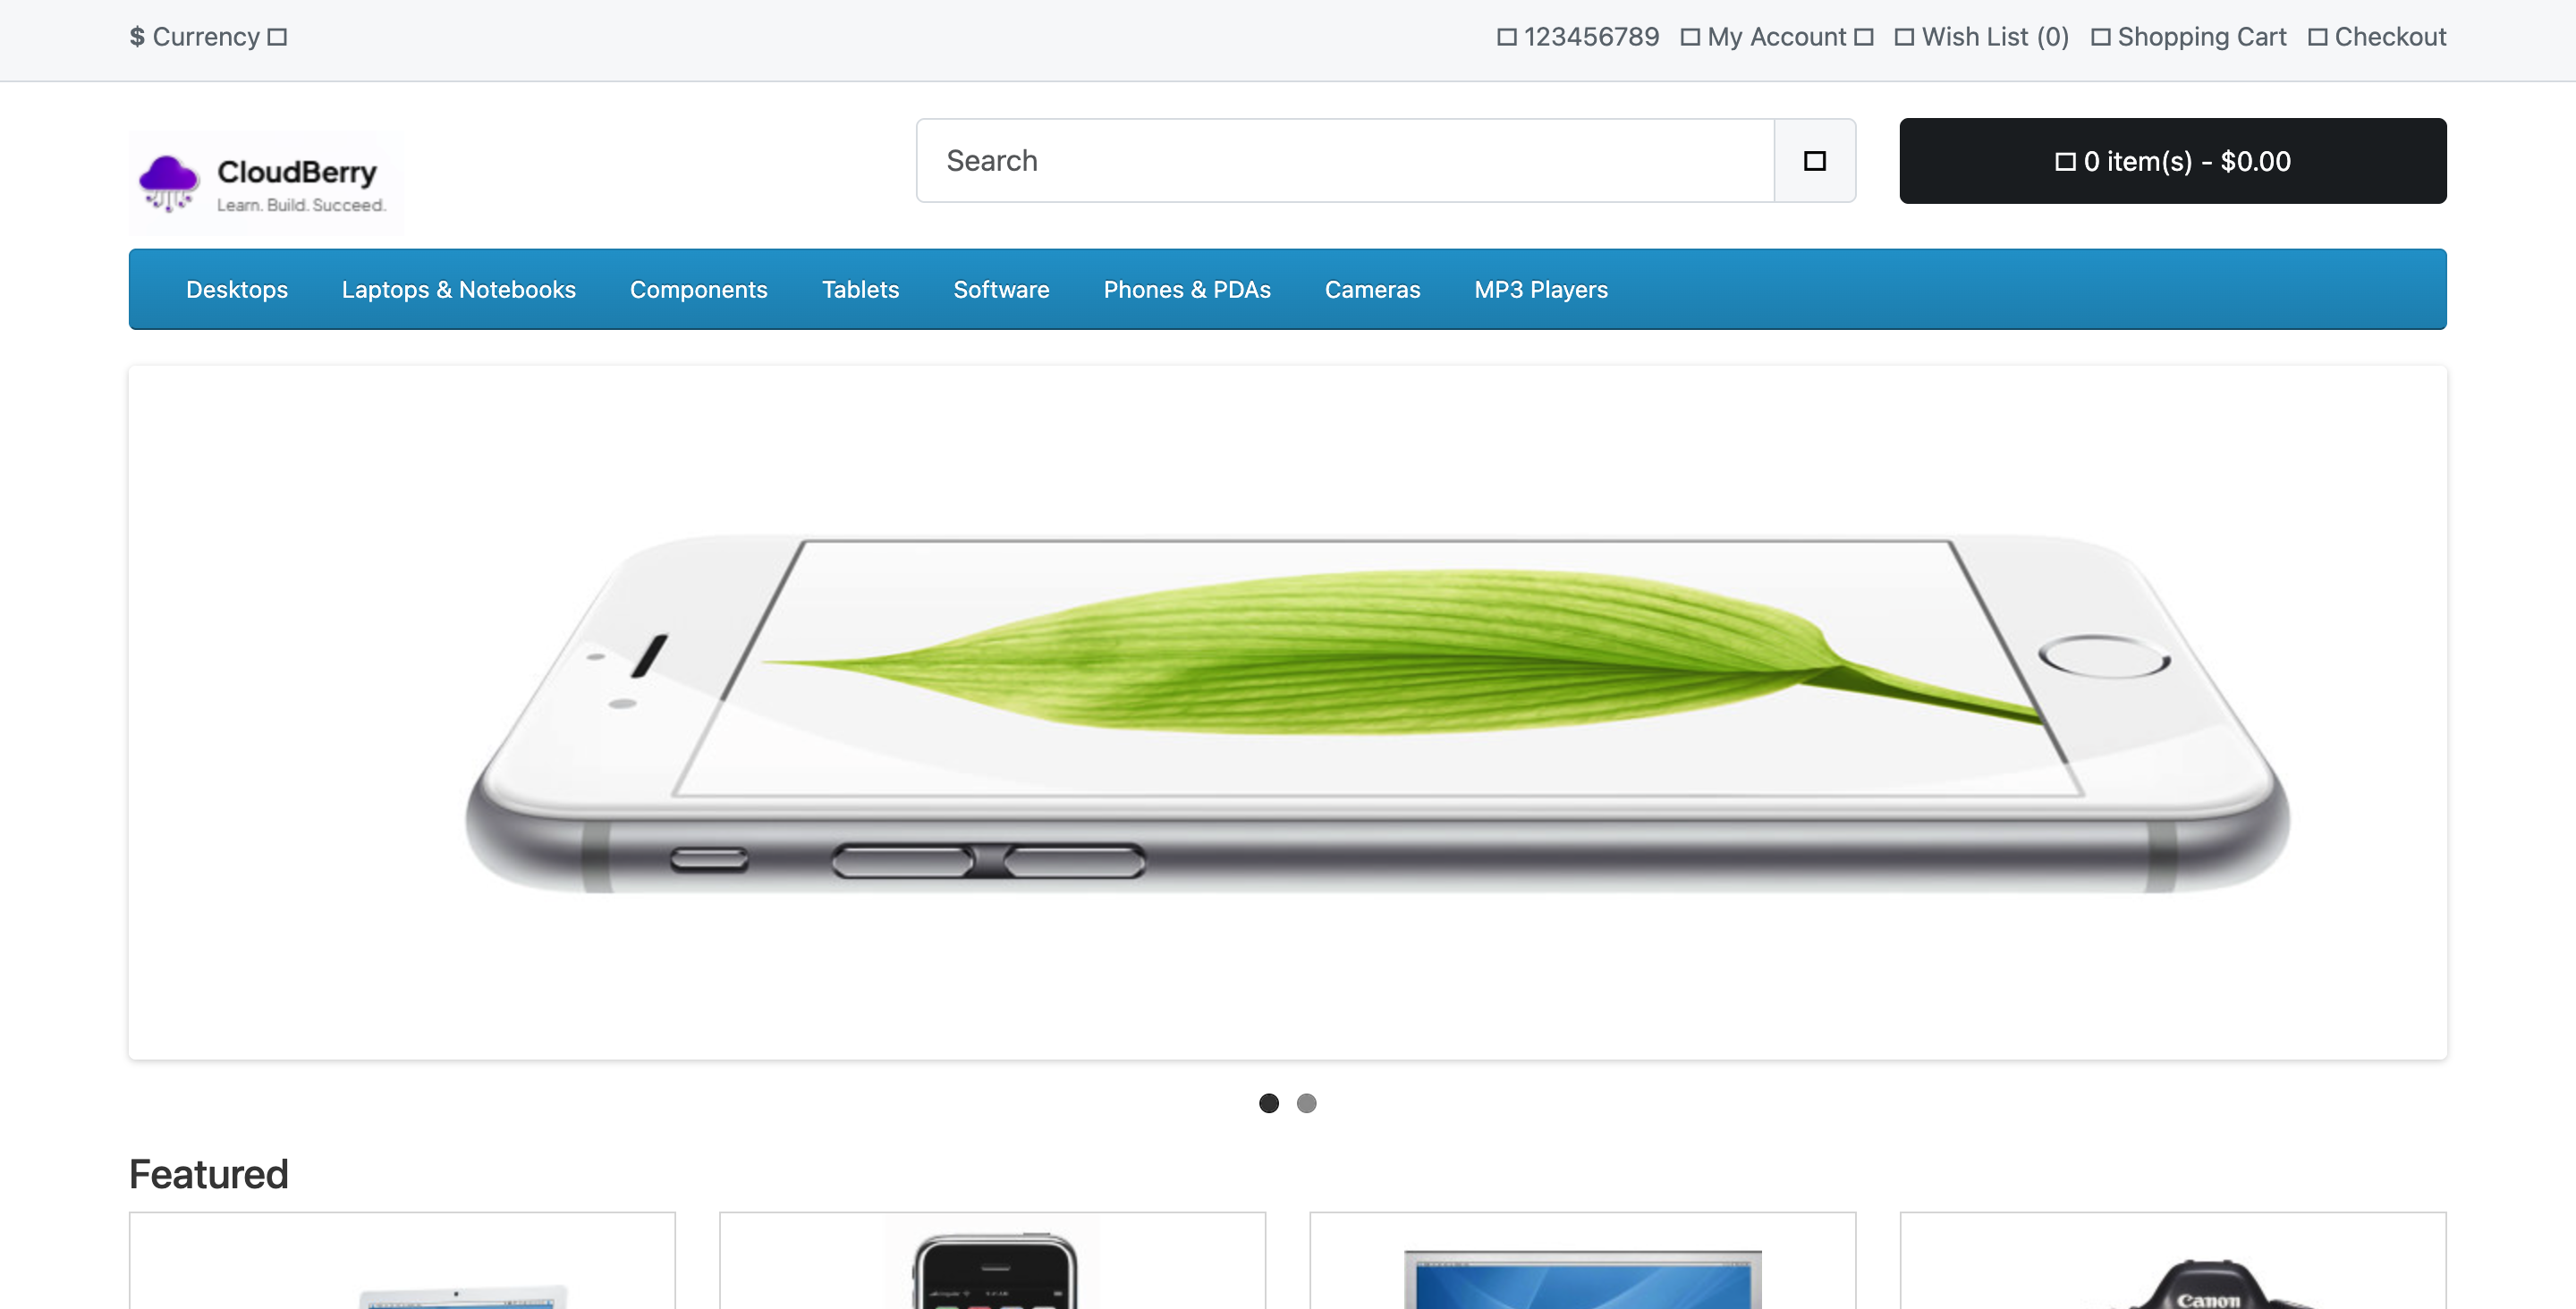 $ Currency
123456789 My Account Wish List (0) Shopping Cart Checkout
CloudBerry
Learn. Build. Succeed.
Search
0 item(s) - $0.00
Desktops Laptops & Notebooks Components Tablets Software Phones & PDAs Cameras MP3 Players
Featured
Canon